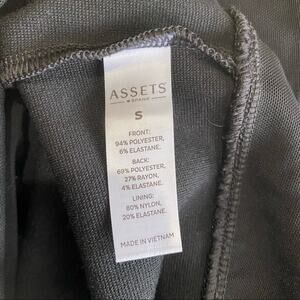 ASSETS
BY SPANX
S
FRONT:
94% POLYESTER,
6% ELASTANE.
BACK:
69% POLYESTER,
27% RAYON,
4% ELASTANE.
LINING:
80% NYLON,
20% ELASTANE.
MADE IN VIETNAM